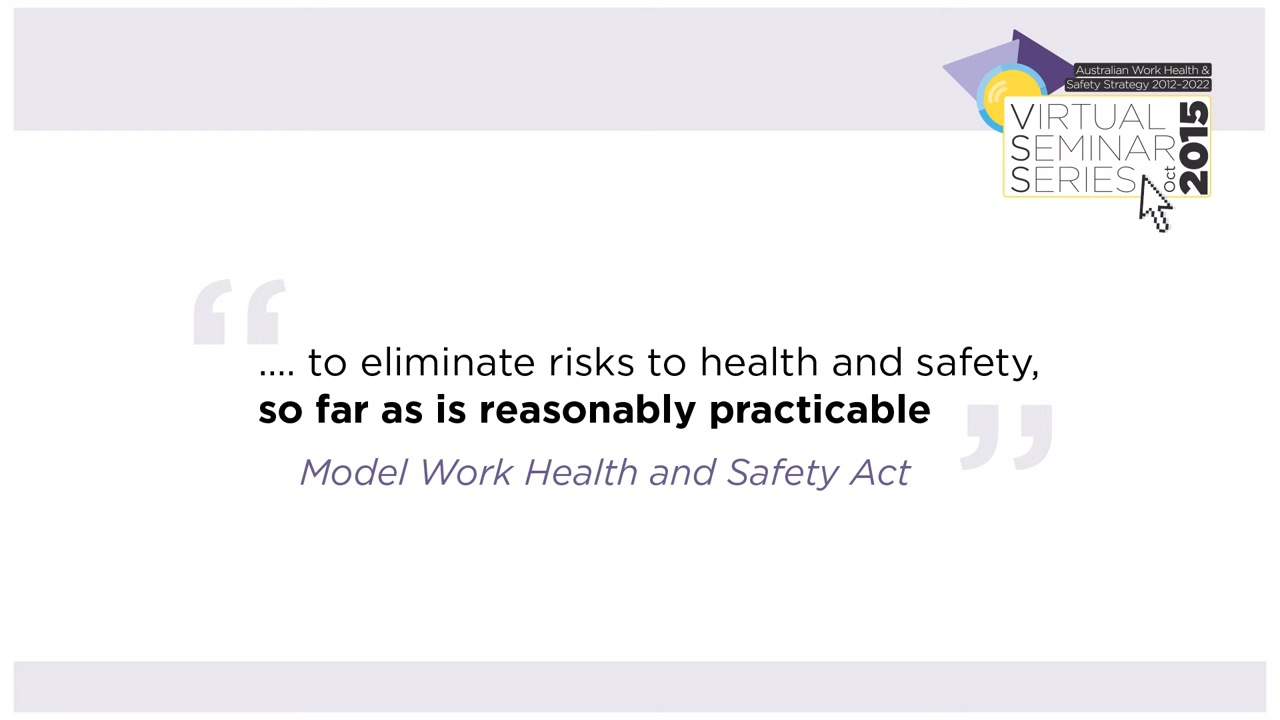 Australian Work Health &
Safety Strategy 2012–2022
VIRTUAL
SEMINAR
SERIES
Oct
2015
“
.... to eliminate risks to health and safety,
so far as is reasonably practicable
”
Model Work Health and Safety Act